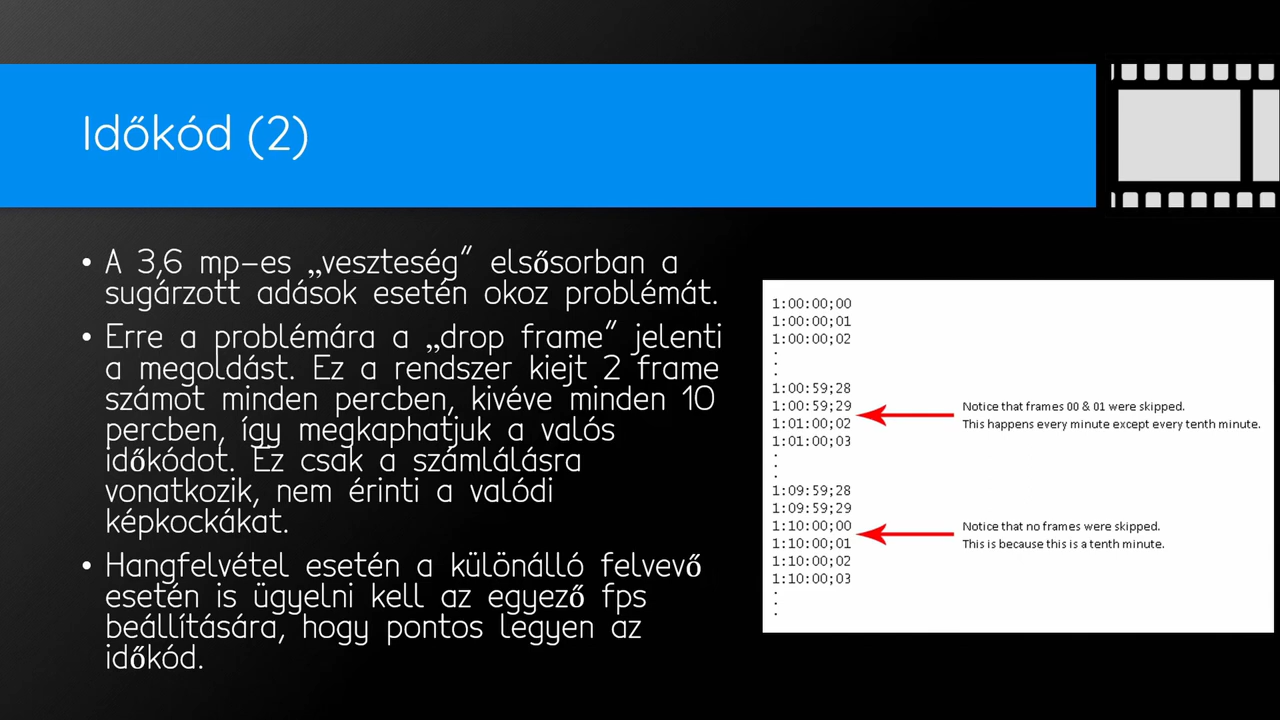 Időkód (2)
• A 3,6 mp-es „veszteség” elsősorban a
sugárzott adások esetén okoz problémát.
• Erre a problémára a „drop frame” jelenti
a megoldást. Ez a rendszer kiejt 2 frame
számot minden percben, kivéve minden 10
percben, így megkaphatjuk a valós
időkódot. Ez csak a számlálásra
vonatkozik, nem érinti a valódi
képkockákat.
• Hangfelvétel esetén a különálló felvevő
esetén is ügyelni kell az egyező fps
beállítására, hogy pontos legyen az
időkód.
1:00:00;00
1:00:00;01
1:00:00;02
.
.
1:00:59;28
1:00:59;29
1:01:00;02
1:01:00;03
.
.
.
1:09:59;28
1:09:59;29
1:10:00;00
1:10:00;01
1:10:00;02
1:10:00;03
.
.
.
Notice that frames 00 & 01 were skipped.
This happens every minute except every tenth minute.
Notice that no frames were skipped.
This is because this is a tenth minute.